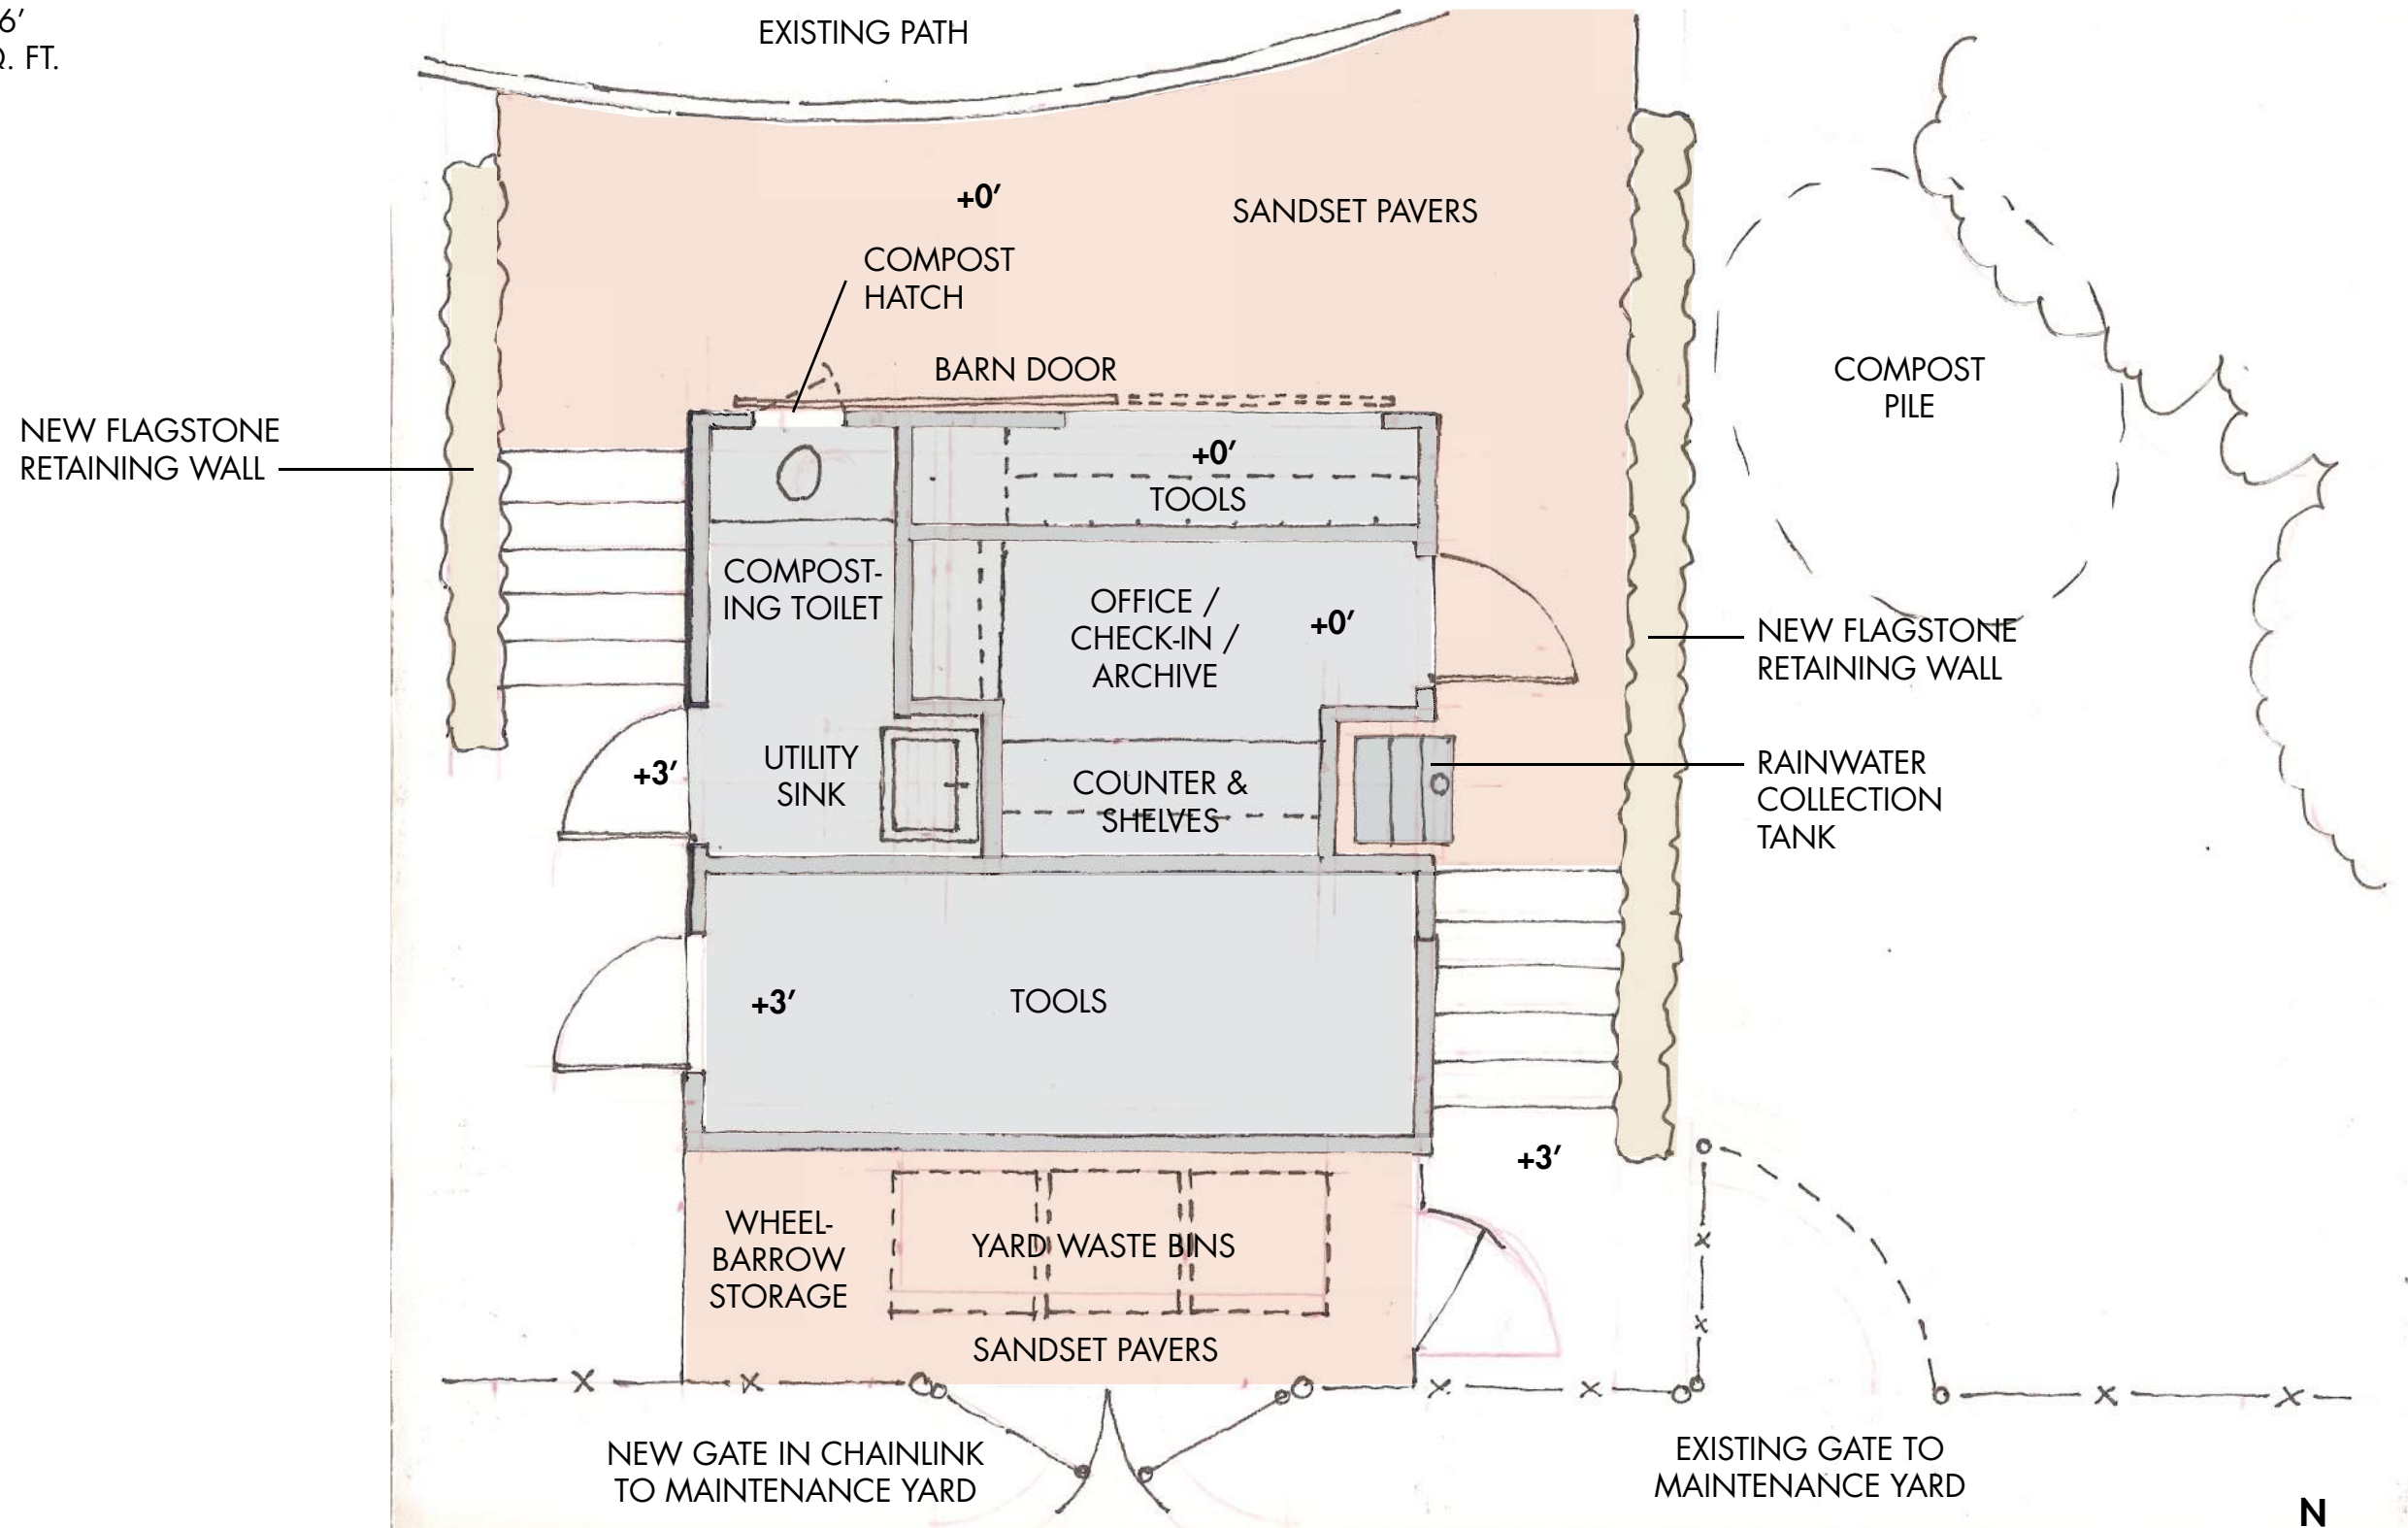 6'
Q. FT.
EXISTING PATH
+0'
SANDSET PAVERS
COMPOST
HATCH
BARN DOOR
NEW FLAGSTONE
RETAINING WALL
+0'
TOOLS
COMPOST
PILE
COMPOST-
ING TOILET
OFFICE /
CHECK-IN /
ARCHIVE
+0'
NEW FLAGSTONE
RETAINING WALL
+3'
UTILITY
SINK
COUNTER &
SHELVES
RAINWATER
COLLECTION
TANK
+3'
TOOLS
+3'
WHEEL-
BARROW
STORAGE
YARD WASTE BINS
SANDSET PAVERS
NEW GATE IN CHAINLINK
TO MAINTENANCE YARD
EXISTING GATE TO
MAINTENANCE YARD
N